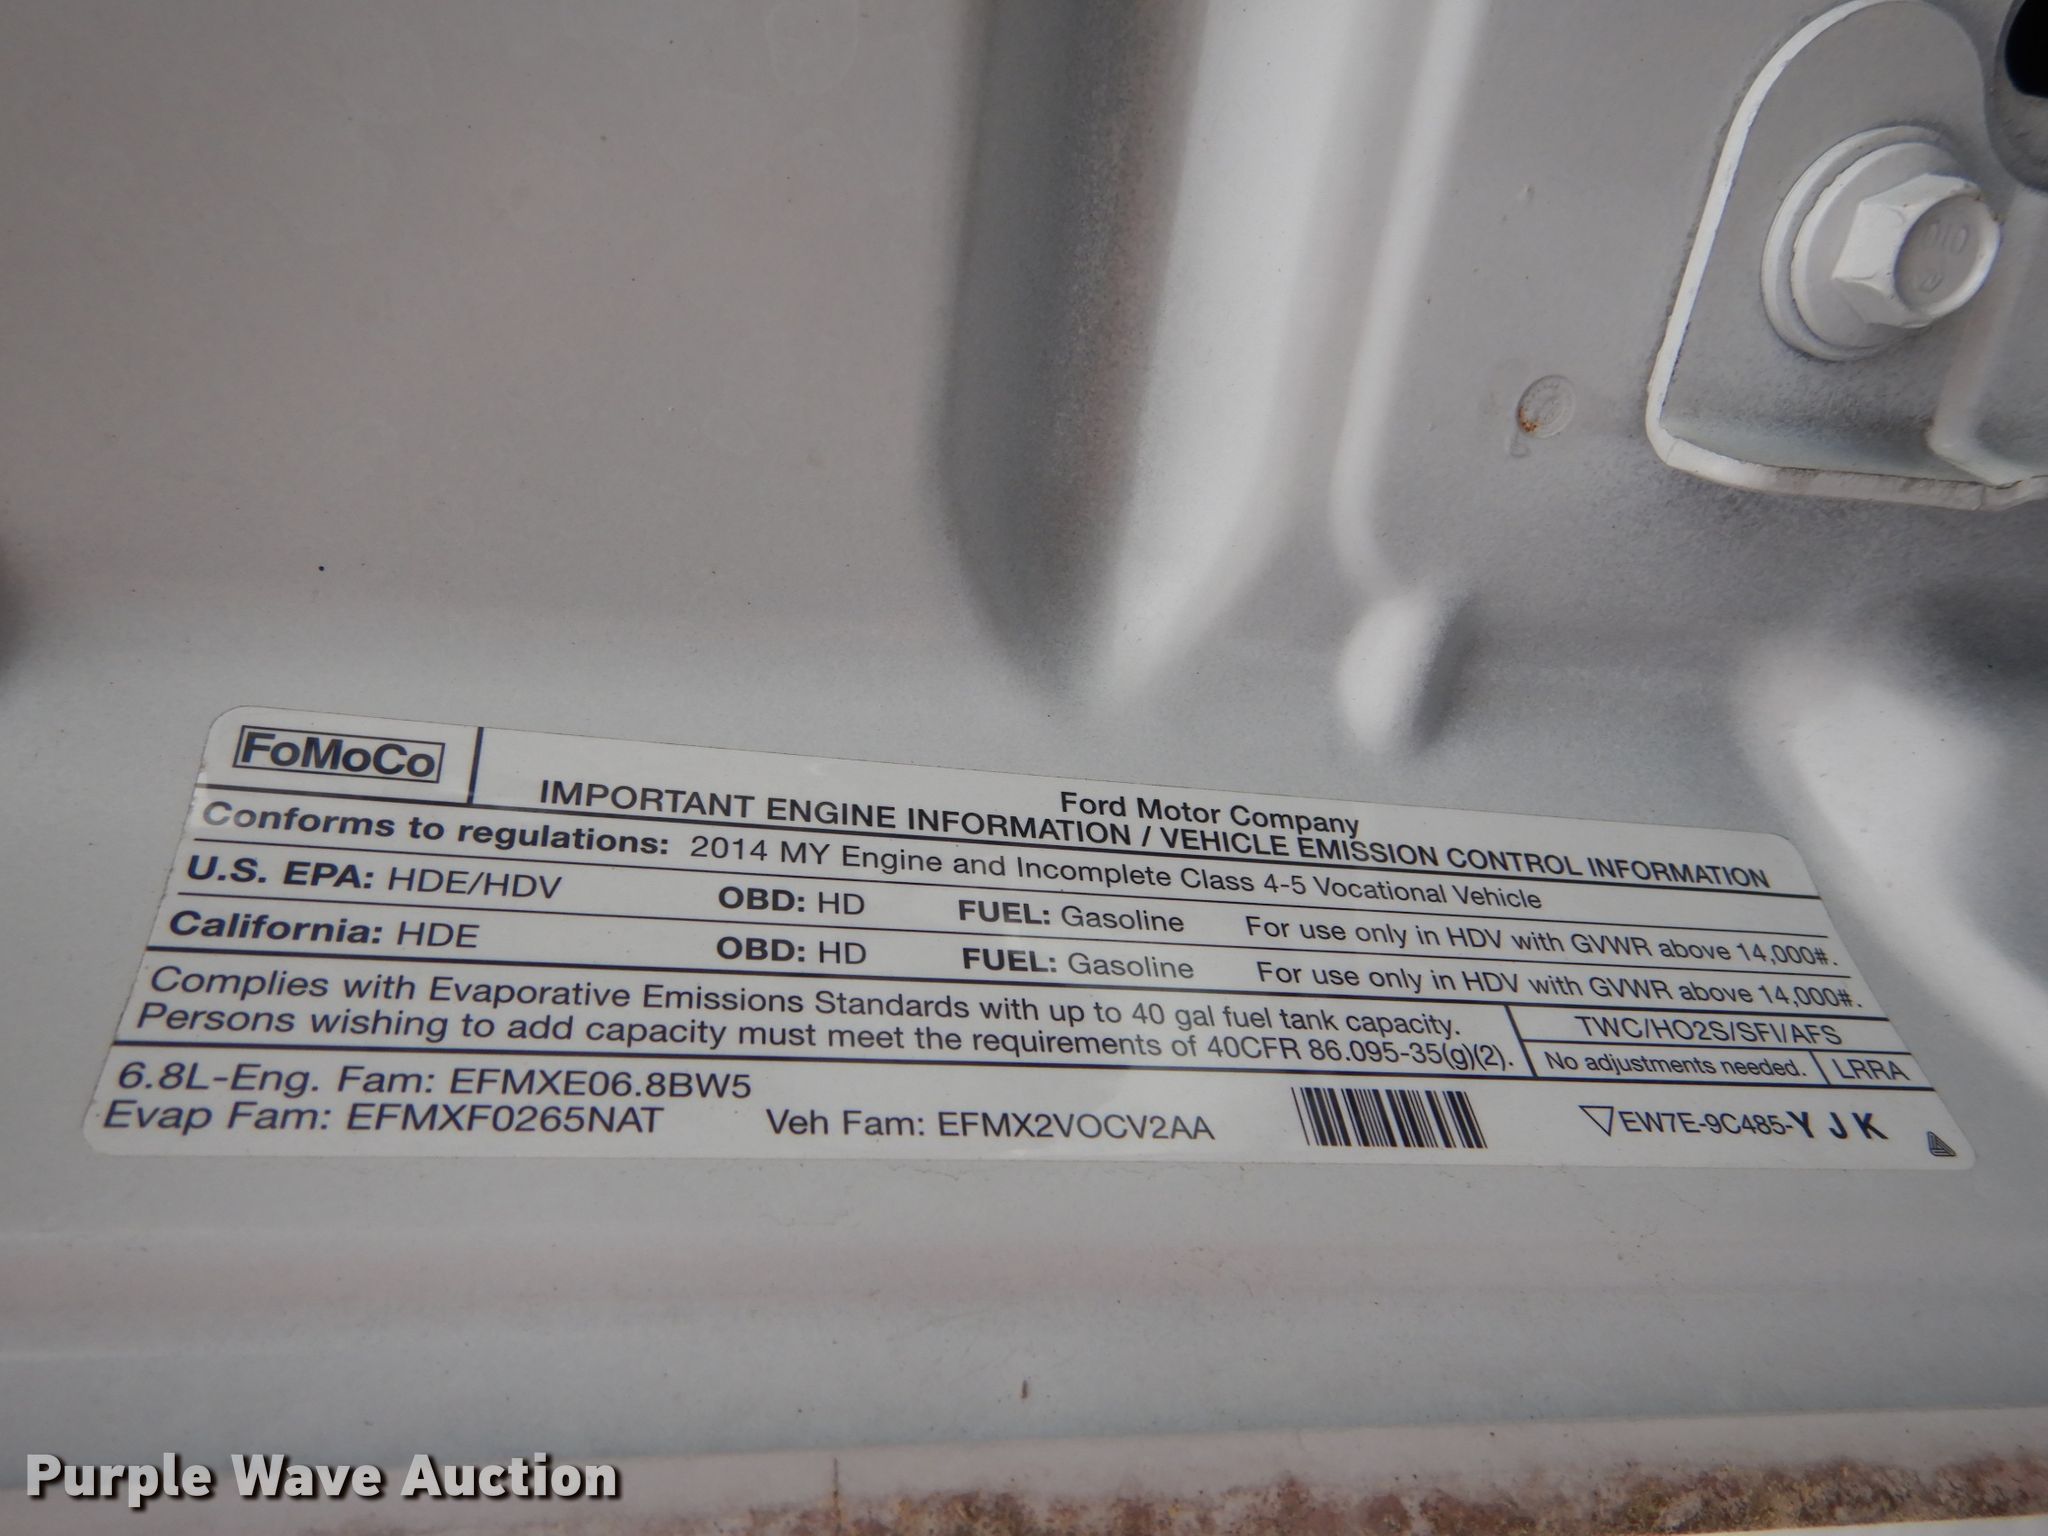 FoMoCo
Ford Motor Company
IMPORTANT ENGINE INFORMATION / VEHICLE EMISSION CONTROL INFORMATION
Conforms to regulations: 2014 MY Engine and Incomplete Class 4-5 Vocational Vehicle
U.S. EPA: HDE/HDV OBD: HD FUEL: Gasoline For use only in HDV with GVWR above 14,000#.
California: HDE OBD: HD FUEL: Gasoline For use only in HDV with GVWR above 14,000#.
Complies with Evaporative Emissions Standards with up to 40 gal fuel tank capacity.
Persons wishing to add capacity must meet the requirements of 40CFR 86.095-35(g)(2).
TWC/HO2S/SFI/AFS
No adjustments needed. LRRA
6.8L-Eng. Fam: EFMXE06.8BW5
Evap Fam: EFMXF0265NAT Veh Fam: EFMX2VOCV2AA
EW7E-9C485-Y J K
Purple Wave Auction